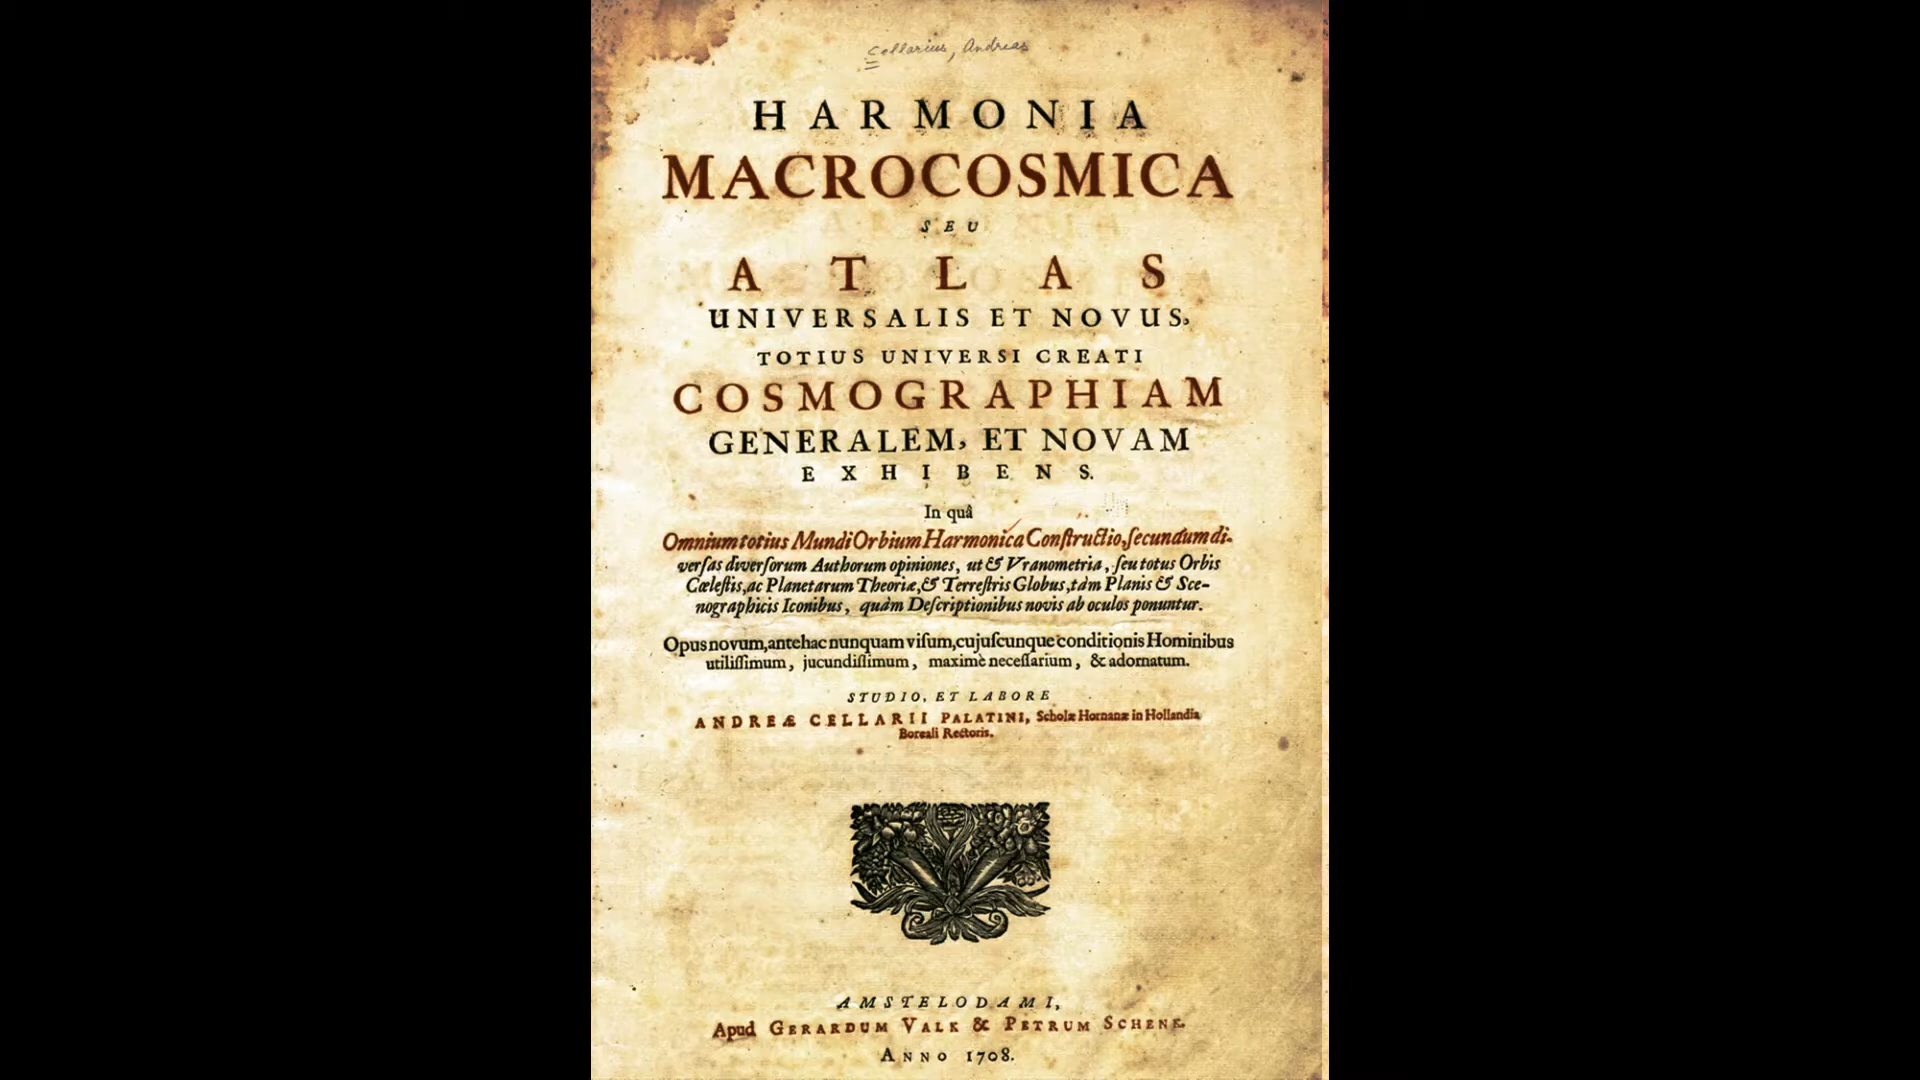 Cellarius, Andreas
HARMONIA
MACROCOSMICA
SEU
ATLAS
UNIVERSALIS ET NOVUS,
TOTIUS UNIVERSI CREATI
COSMOGRAPHIAM
GENERALEM, ET NOVAM
EXHIBENS.
In quâ
Omnium totius Mundi Orbium Harmonica Conſtructio, ſecundum di-
verſas diverſorum Authorum opiniones, ut & Vranometria, ſeu totus Orbis
Cœleſtis, ac Planetarum Theoriæ, & Terreſtris Globus, tàm Planis & Sce-
nographicis Iconibus, quàm Deſcriptionibus novis ab oculos ponuntur.
Opus novum, antehac nunquam viſum, cujuſcunque conditionis Hominibus
utiliſſimum, jucundiſſimum, maximè neceſſarium, & adornatum.
STUDIO, ET LABORE
ANDREÆ CELLARII PALATINI, Scholæ Hornanæ in Hollandia
Boreali Rectoris.
AMSTELODAMI,
Apud GERARDUM VALK & PETRUM SCHENK.
ANNO 1708.